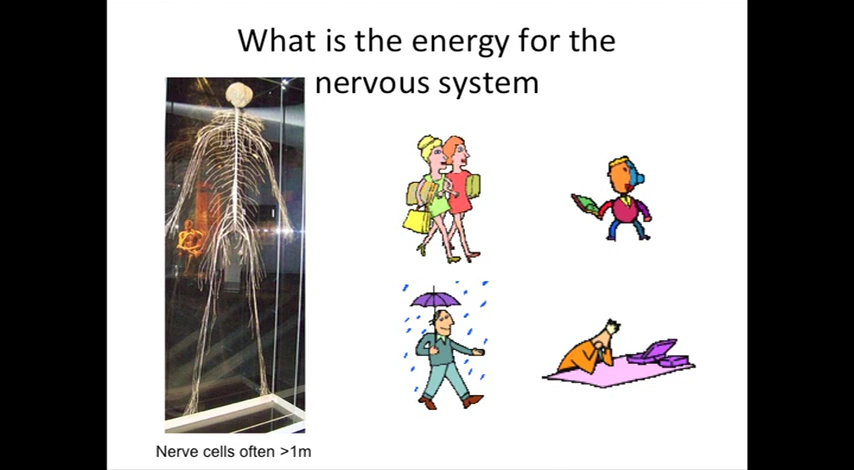 What is the energy for the
nervous system
Nerve cells often >1m